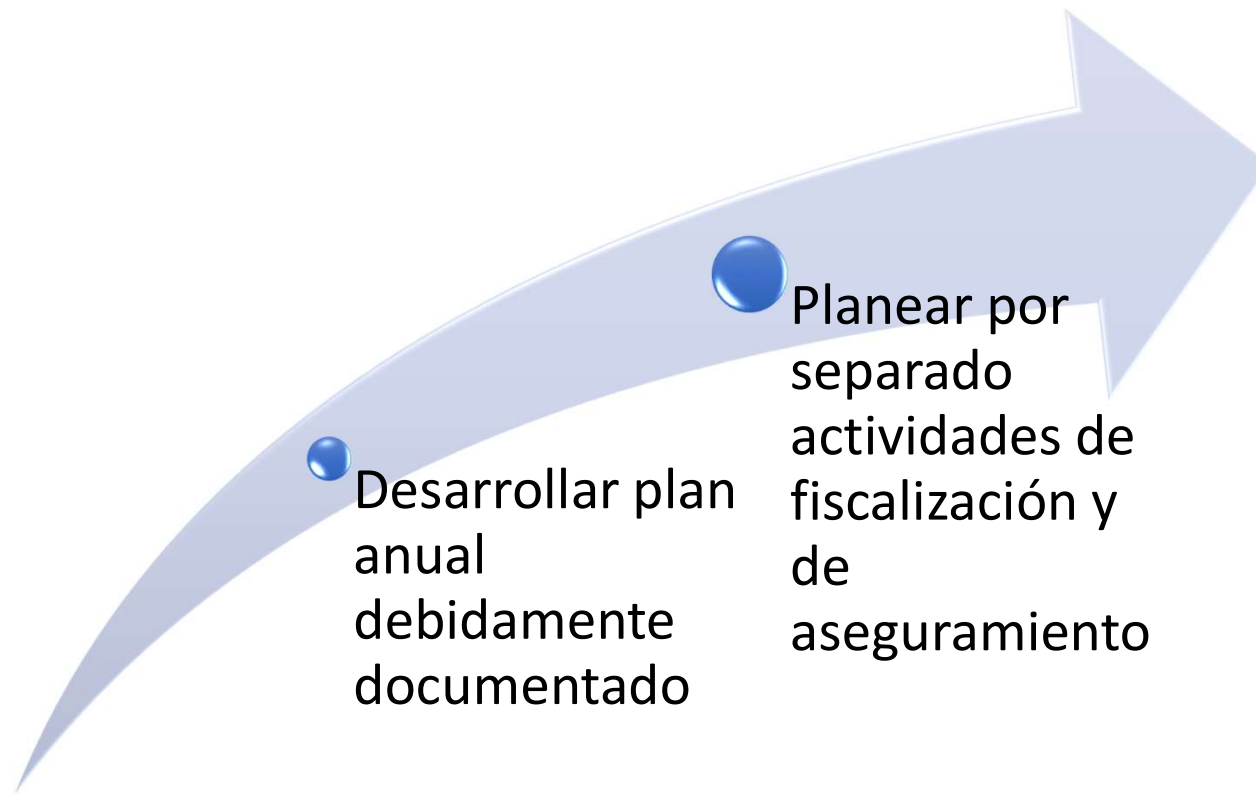 Desarrollar plan
anual
debidamente
documentado
Planear por
separado
actividades de
fiscalización y
de
aseguramiento